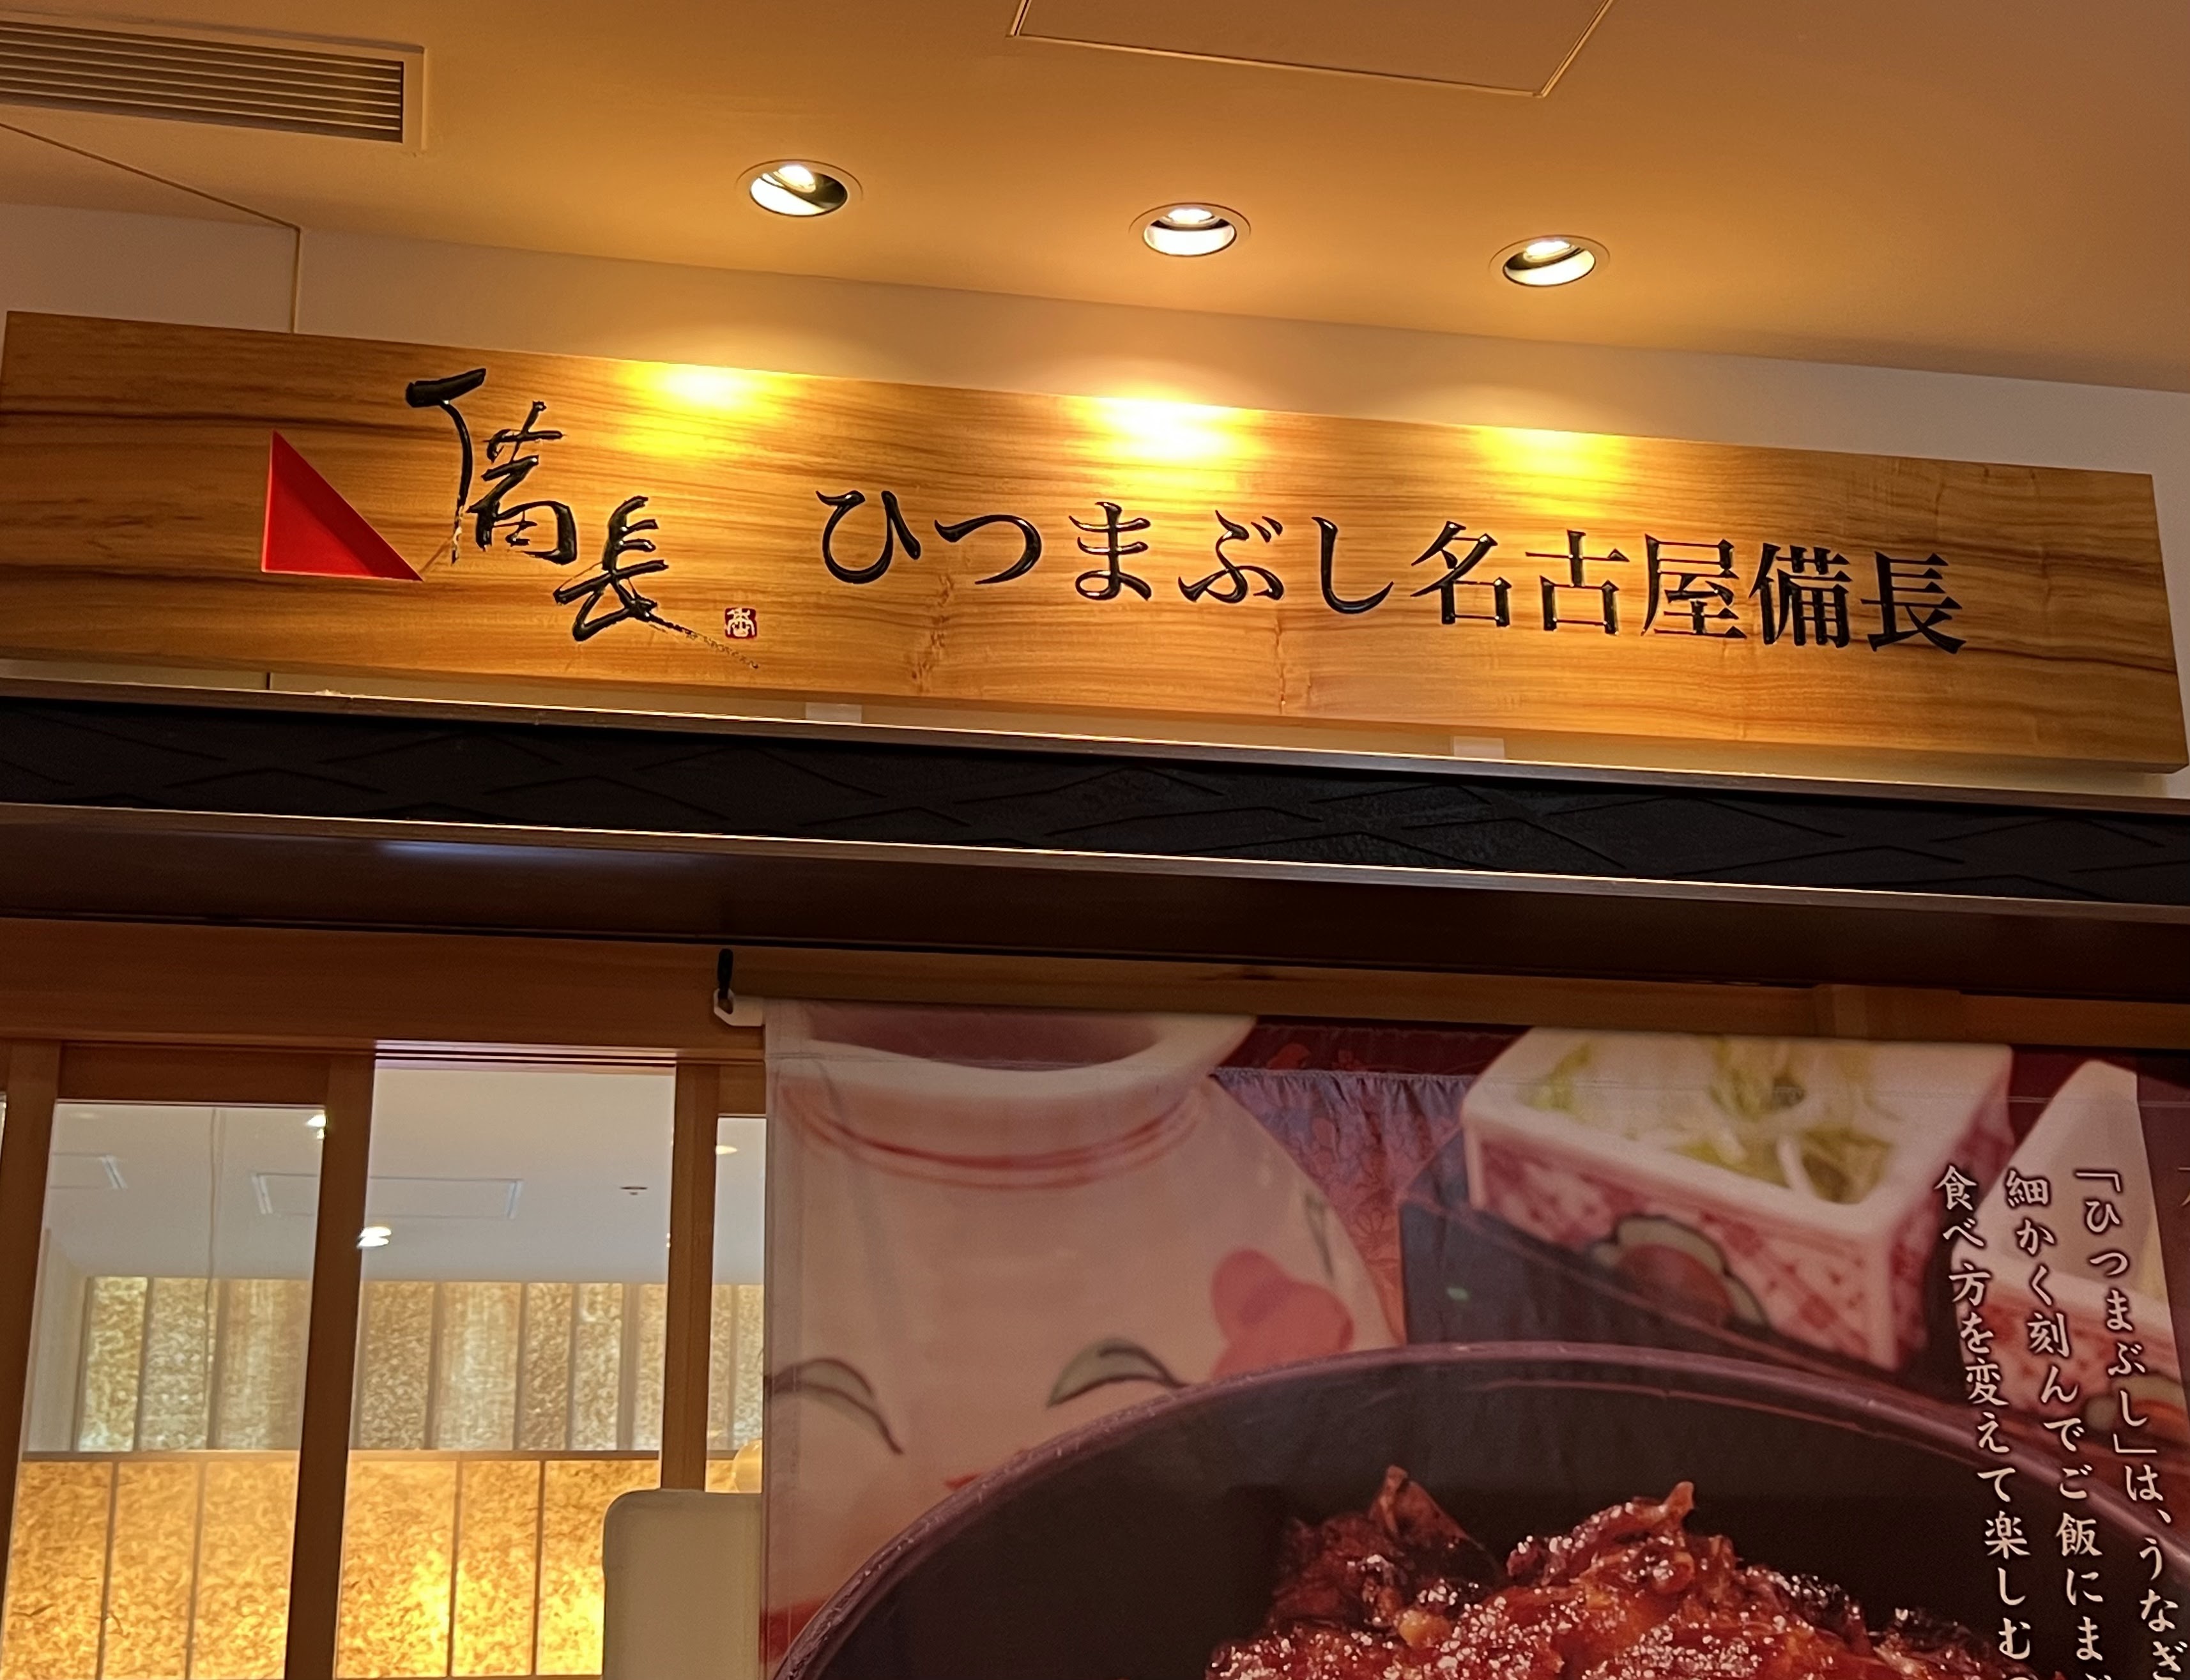 備長
ひつまぶし名古屋備長
「ひつまぶし」は、うなぎ
細かく刻んでご飯にま
食べ方を変えて楽しむ